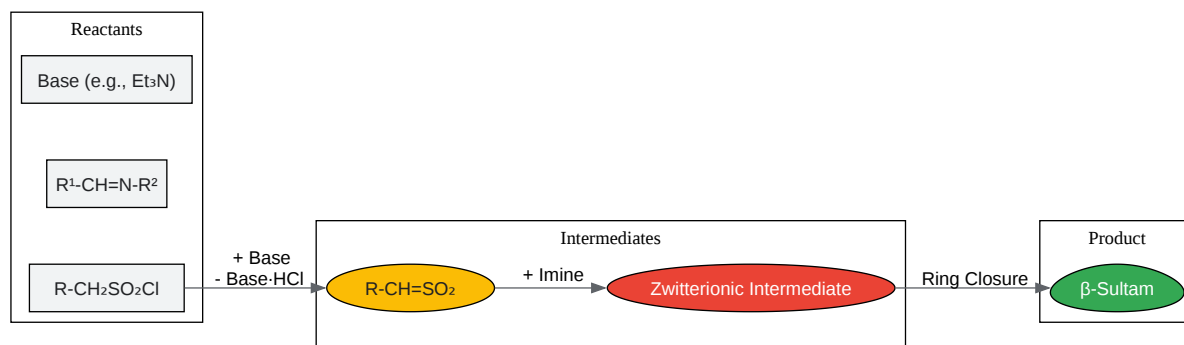 Reactants
Base (e.g., Et₃N)
R¹-CH=N-R²
R-CH₂SO₂Cl
+ Base
- Base·HCl
Intermediates
R-CH=SO₂
+ Imine
Zwitterionic Intermediate
Ring Closure
Product
β-Sultam